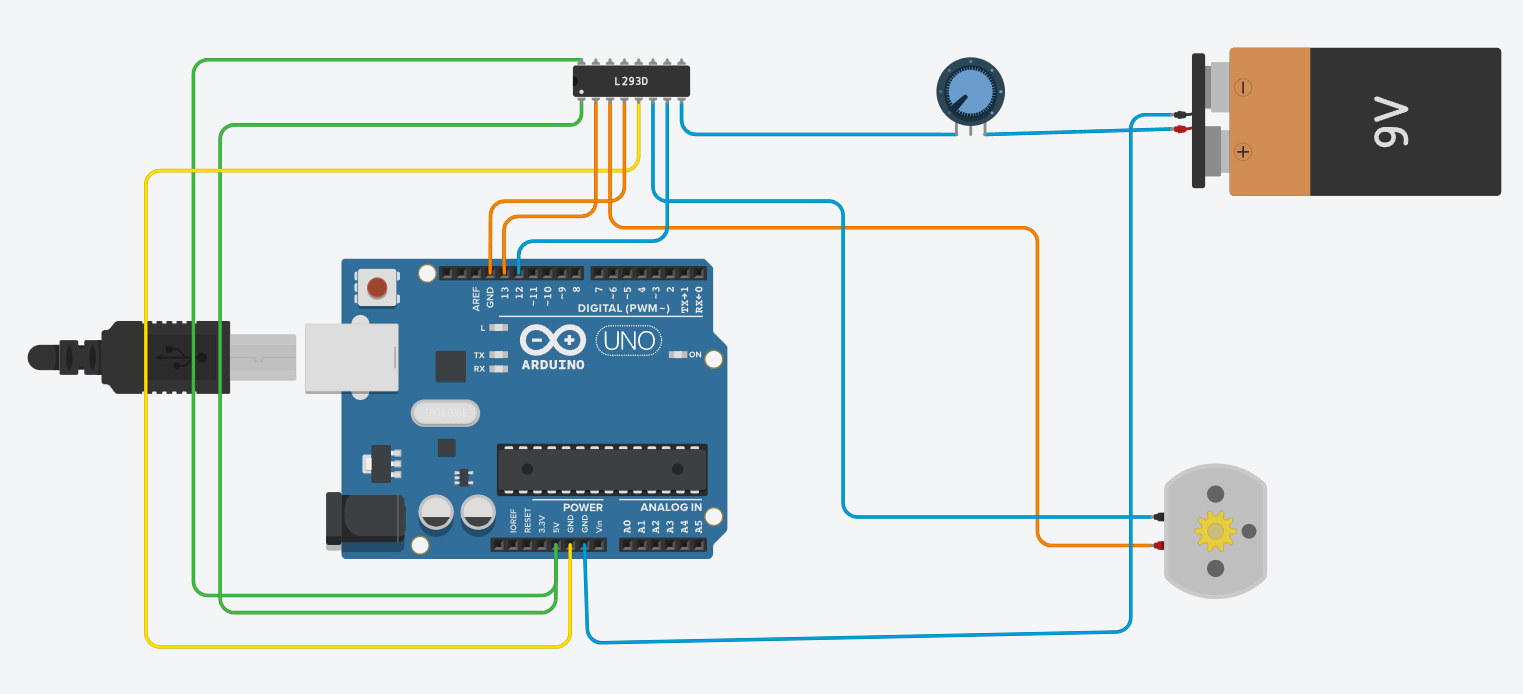 L293D
9V
−
+
AREF
GND
13
12
~11
~10
~9
8
7
~6
~5
4
~3
2
TX→1
RX←0
DIGITAL (PWM~)
L
TX
RX
ON
UNO
ARDUINO
POWER
ANALOG IN
IOREF
RESET
3.3V
5V
GND
GND
Vin
A0
A1
A2
A3
A4
A5